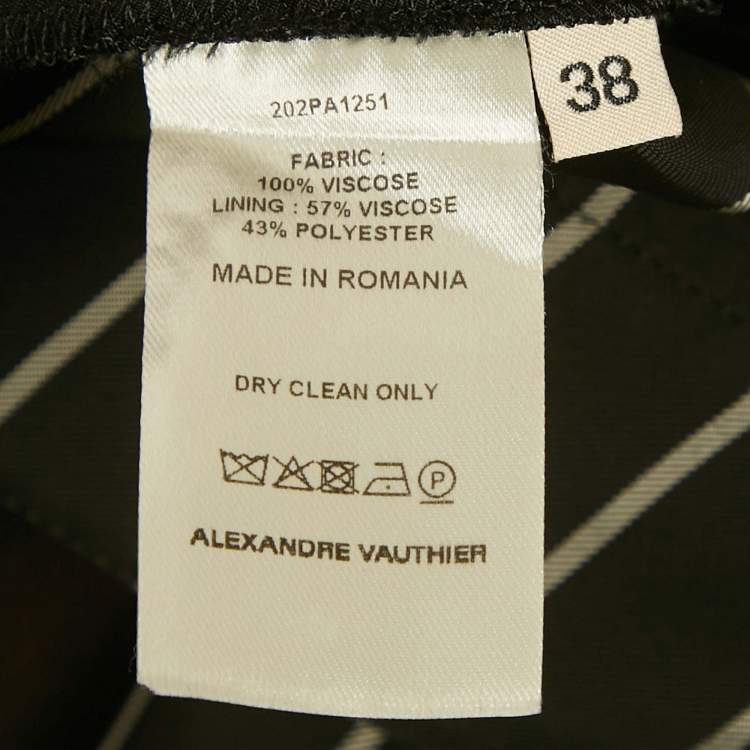 202PA1251
38
FABRIC :
100% VISCOSE
LINING : 57% VISCOSE
43% POLYESTER
MADE IN ROMANIA
DRY CLEAN ONLY
P
ALEXANDRE VAUTHIER